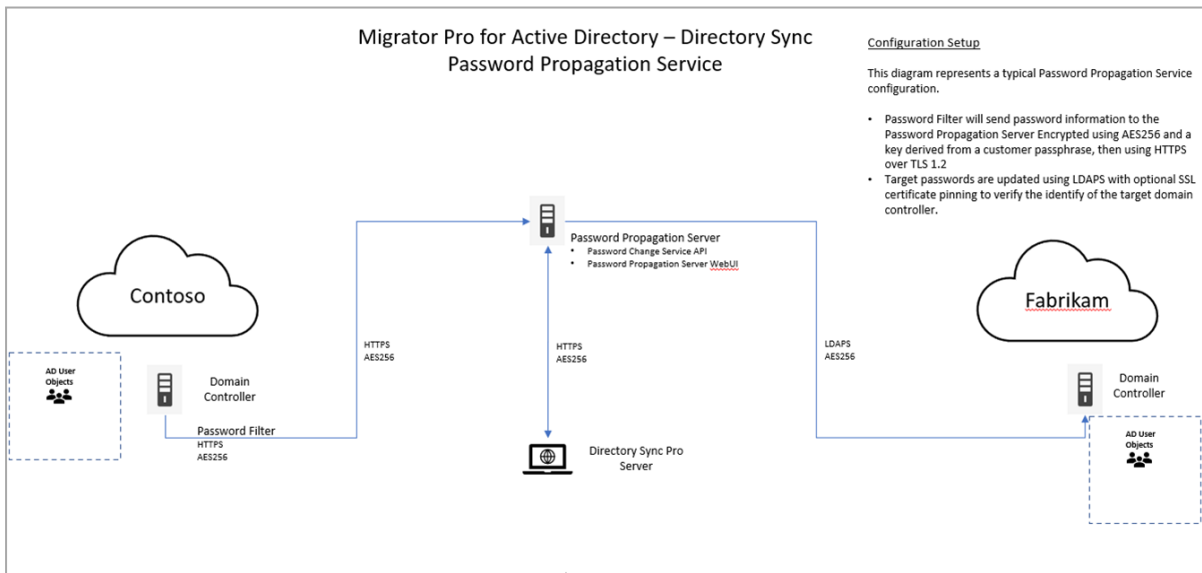 Migrator Pro for Active Directory – Directory Sync
Password Propagation Service
Configuration Setup
This diagram represents a typical Password Propagation Service
configuration.
• Password Filter will send password information to the
Password Propagation Server Encrypted using AES256 and a
key derived from a customer passphrase, then using HTTPS
over TLS 1.2
• Target passwords are updated using LDAPS with optional SSL
certificate pinning to verify the identify of the target domain
controller.
Password Propagation Server
• Password Change Service API
• Password Propagation Server WebUI
Contoso
Fabrikam
HTTPS
AES256
HTTPS
AES256
LDAPS
AES256
AD User
Objects
Domain
Controller
Password Filter
HTTPS
AES256
Directory Sync Pro
Server
Domain
Controller
AD User
Objects